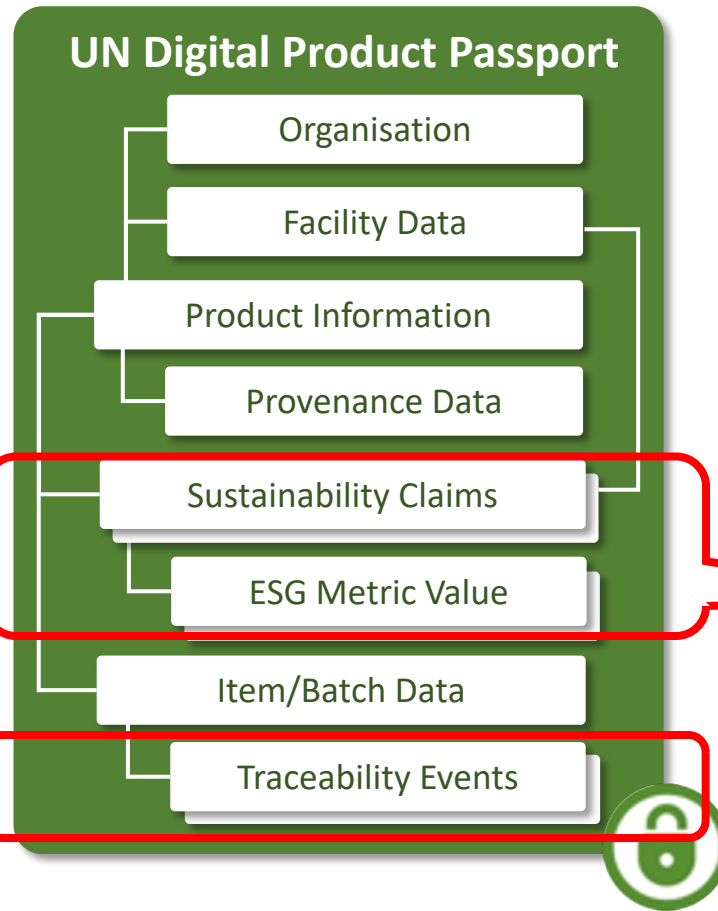 UN Digital Product Passport
Organisation
Facility Data
Product Information
Provenance Data
Sustainability Claims
ESG Metric Value
Item/Batch Data
Traceability Events